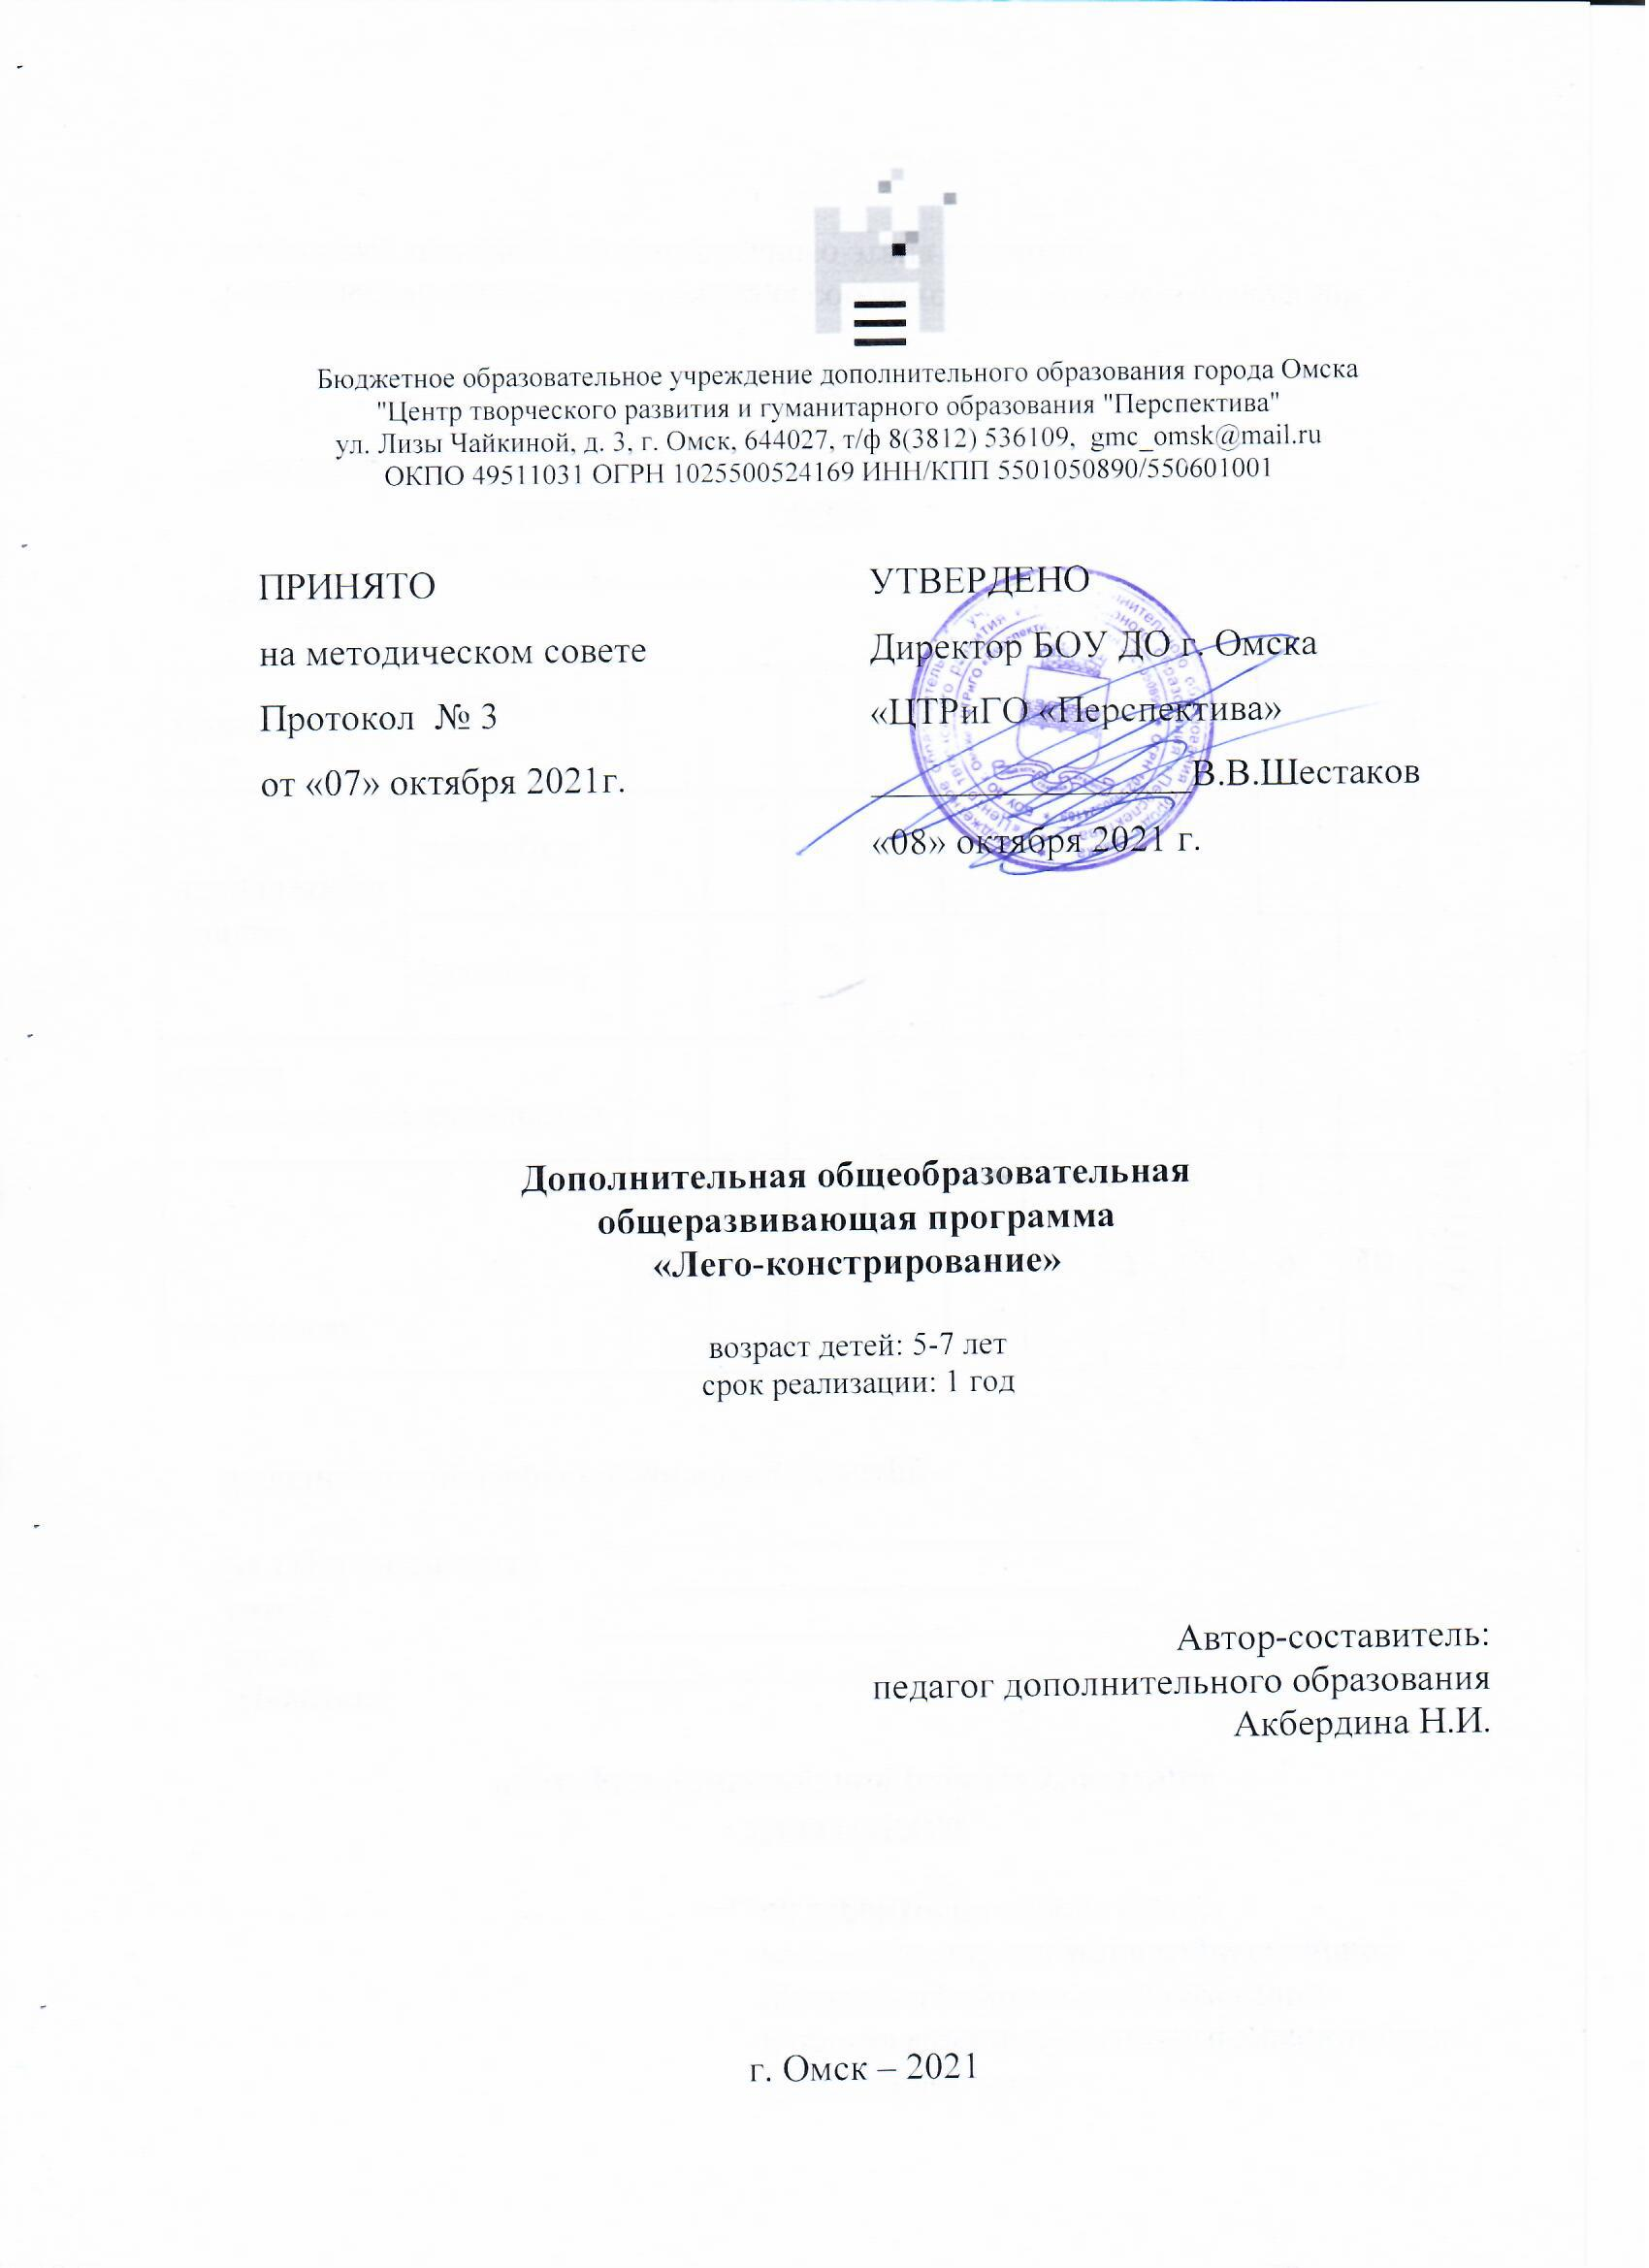 Бюджетное образовательное учреждение дополнительного образования города Омска
"Центр творческого развития и гуманитарного образования "Перспектива"
ул. Лизы Чайкиной, д. 3, г. Омск, 644027, т/ф 8(3812) 536109, gmc_omsk@mail.ru
ОКПО 49511031 ОГРН 1025500524169 ИНН/КПП 5501050890/550601001
ПРИНЯТО
на методическом совете
Протокол № 3
от «07» октября 2021г.
УТВЕРДЕНО
Директор БОУ ДО г. Омска
«ЦТРиГО «Перспектива»
_________________В.В.Шестаков
«08» октября 2021 г.
Дополнительная общеобразовательная
общеразвивающая программа
«Лего-констрирование»
возраст детей: 5-7 лет
срок реализации: 1 год
Автор-составитель:
педагог дополнительного образования
Акбердина Н.И.
г. Омск – 2021